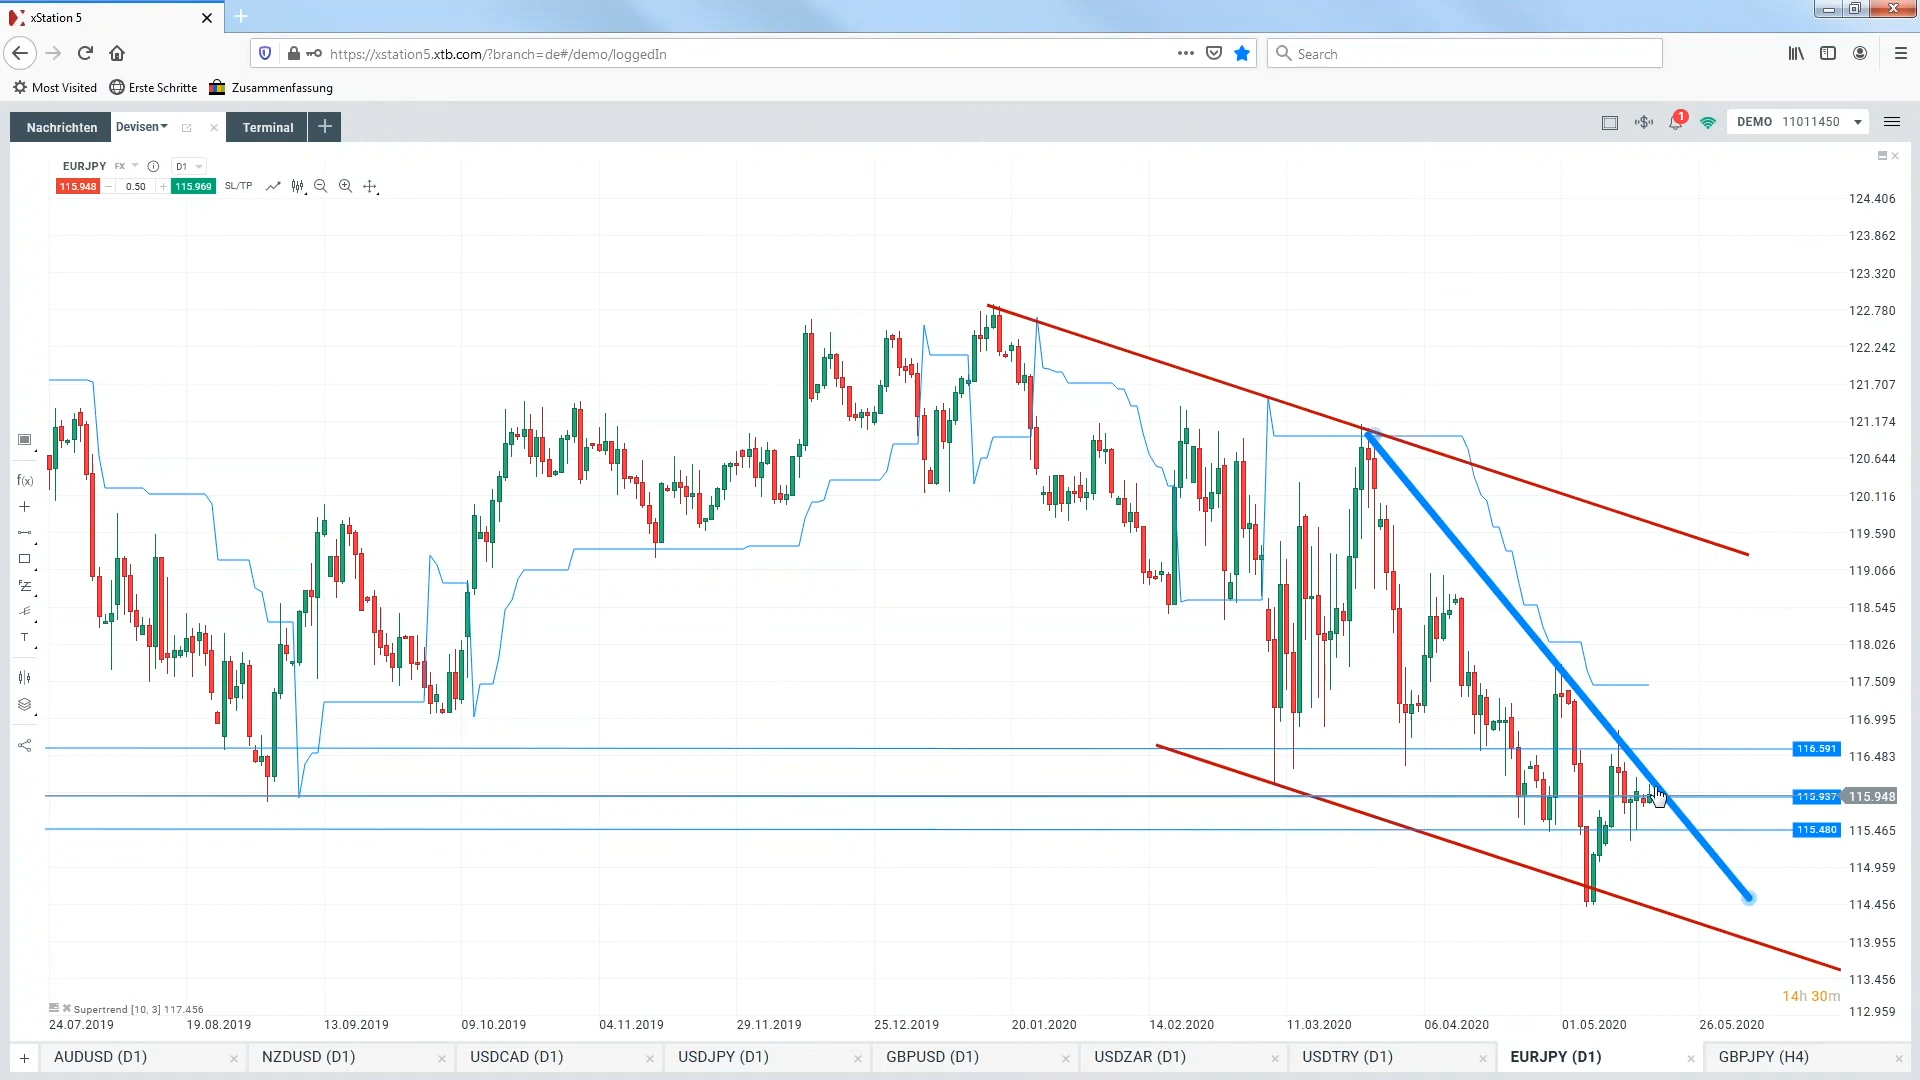 xStation 5
https://xstation5.xtb.com/?branch=de#/demo/loggedIn
Search
Most Visited Erste Schritte Zusammenfassung
Nachrichten Devisen Terminal
1
DEMO 11011450
EURJPY FX D1
115.948 0.50 115.969 SL/TP
124.406
123.862
123.320
122.780
122.242
121.707
121.174
120.644
120.116
119.590
119.066
118.545
118.026
117.509
116.995
116.591
116.483
115.937 115.948
115.480 115.465
114.959
114.456
113.955
113.456
112.959
f(x)
T
14h 30m
Supertrend [10, 3] 117.456
24.07.2019 19.08.2019 13.09.2019 09.10.2019 04.11.2019 29.11.2019 25.12.2019 20.01.2020 14.02.2020 11.03.2020 06.04.2020 01.05.2020 26.05.2020
AUDUSD (D1) NZDUSD (D1) USDCAD (D1) USDJPY (D1) GBPUSD (D1) USDZAR (D1) USDTRY (D1) EURJPY (D1) GBPJPY (H4)